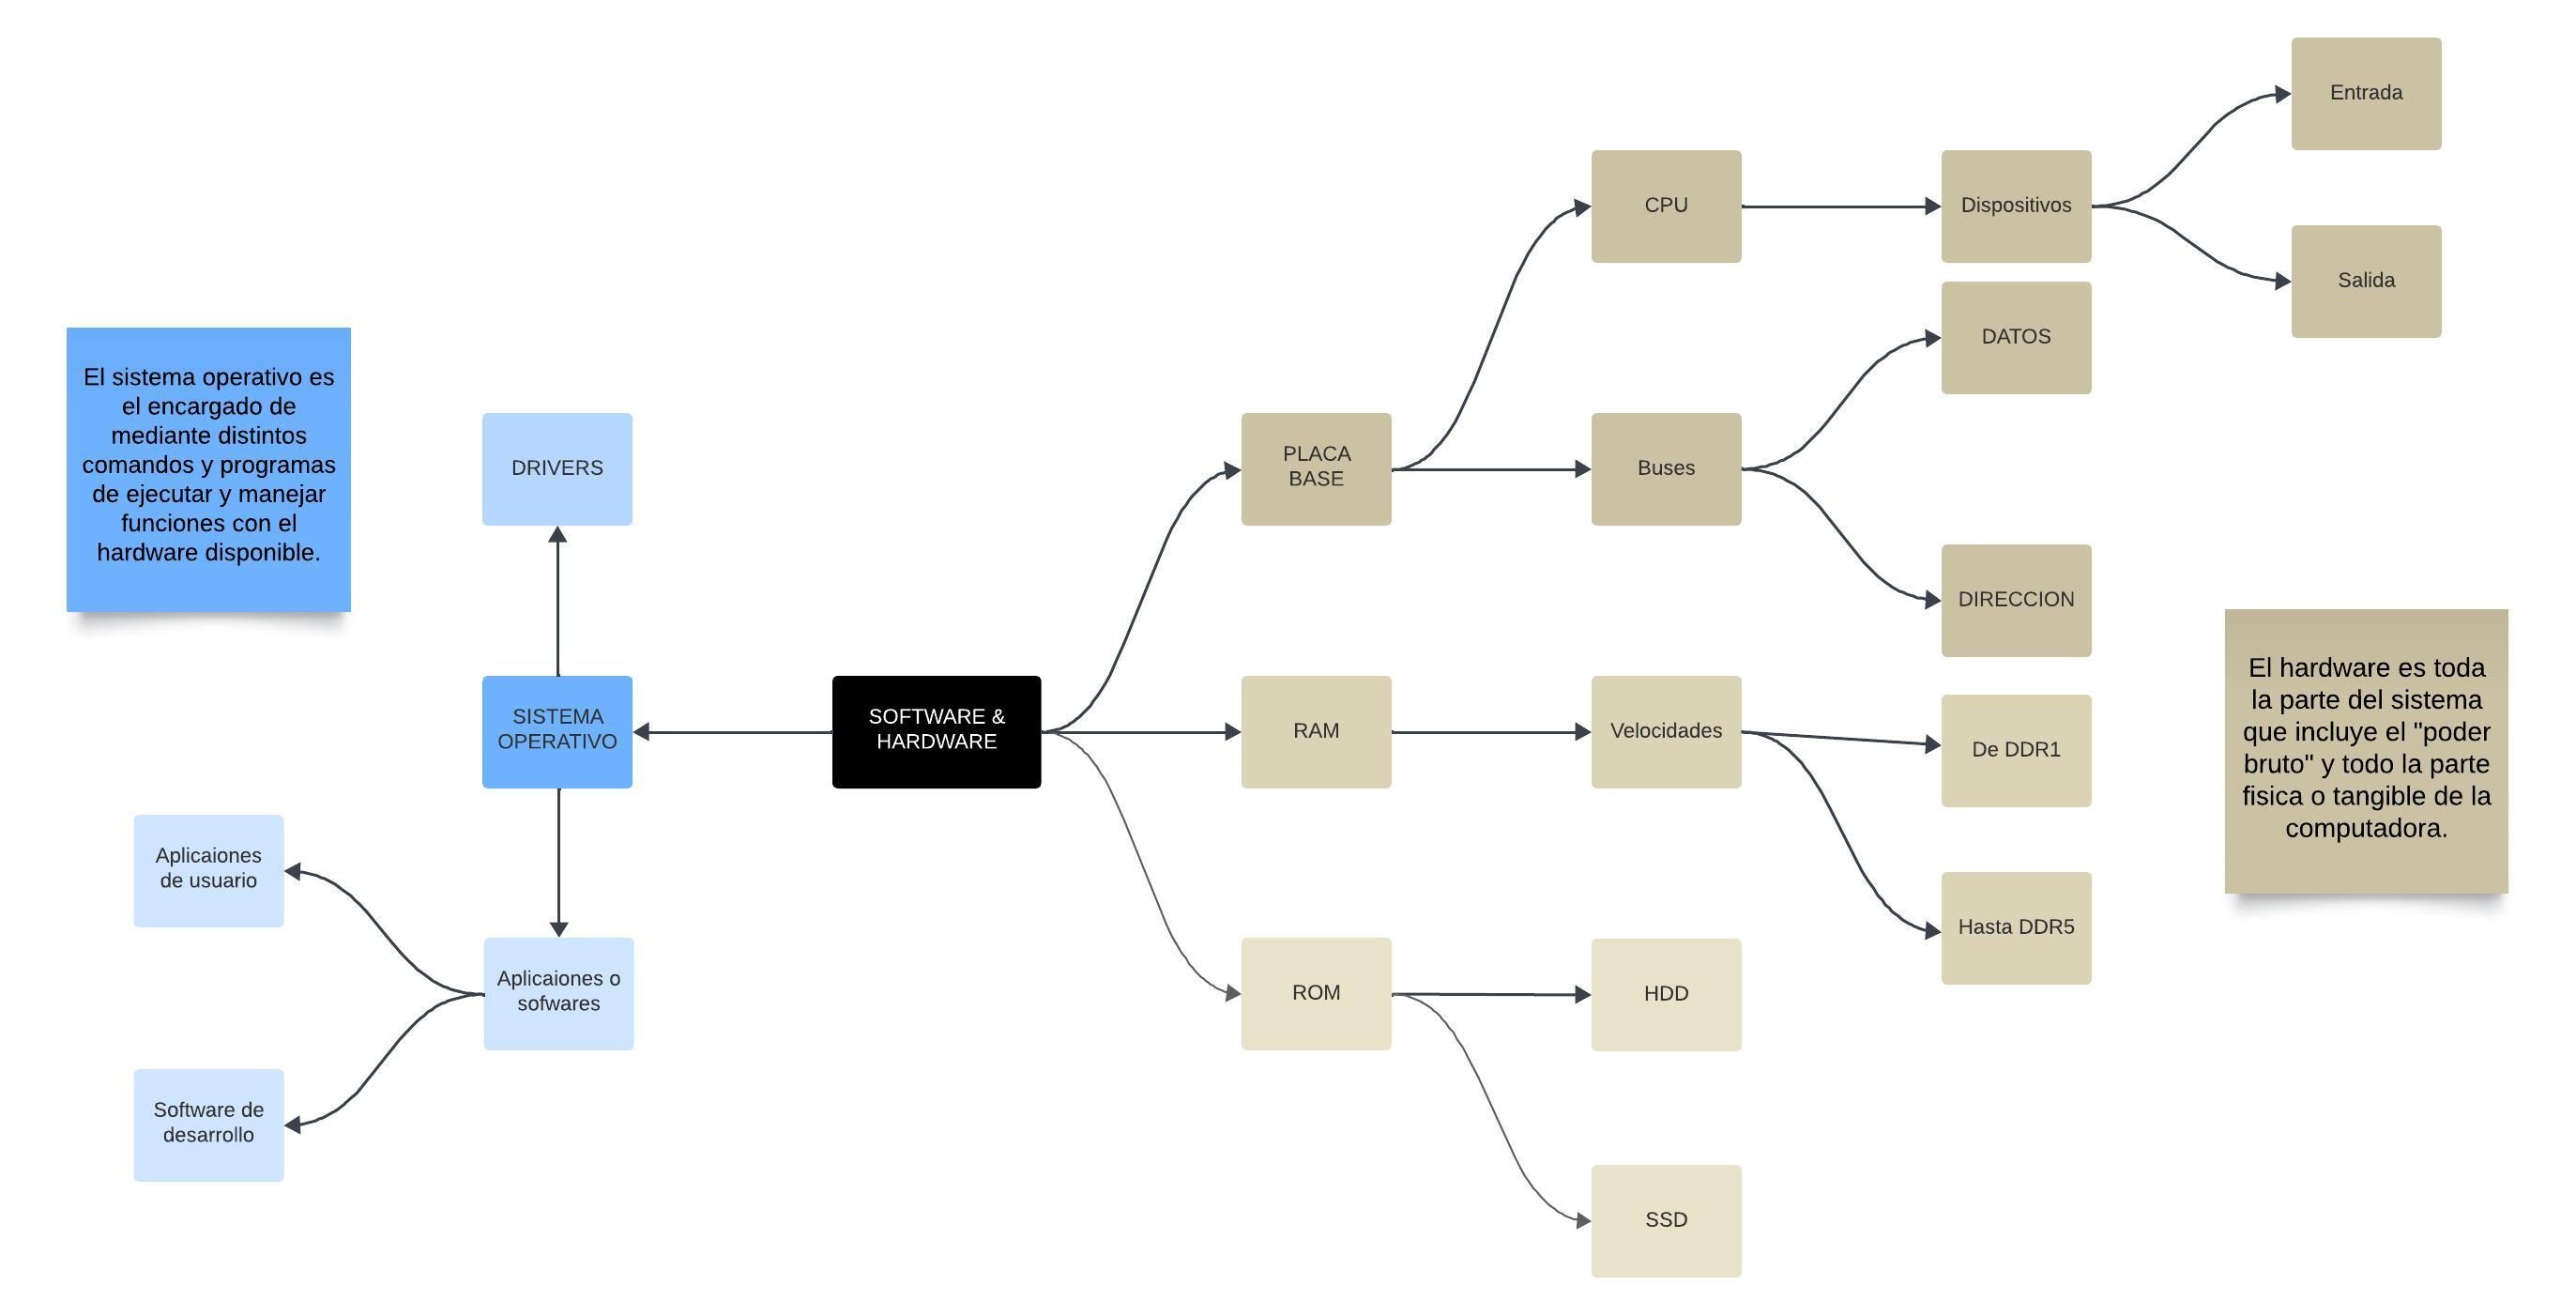 Entrada
CPU
Dispositivos
Salida
DATOS
El sistema operativo es
el encargado de
mediante distintos
comandos y programas
de ejecutar y manejar
funciones con el
hardware disponible.
DRIVERS
PLACA
BASE
Buses
DIRECCION
El hardware es toda
la parte del sistema
que incluye el "poder
bruto" y todo la parte
fisica o tangible de la
computadora.
SISTEMA
OPERATIVO
SOFTWARE &
HARDWARE
RAM
Velocidades
De DDR1
Aplicaiones
de usuario
Hasta DDR5
Aplicaiones o
sofwares
ROM
HDD
Software de
desarrollo
SSD